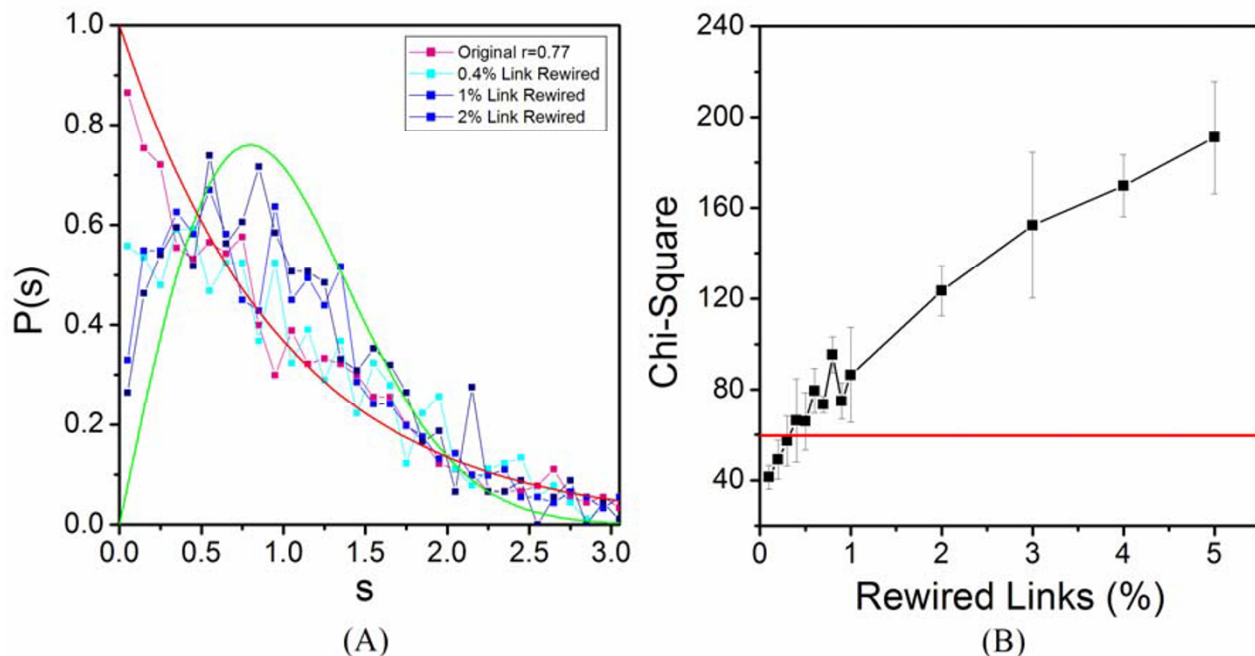 1.0
0.8
0.6
0.4
0.2
0.0
P(s)
0.0 0.5 1.0 1.5 2.0 2.5 3.0
s
Original r=0.77
0.4% Link Rewired
1% Link Rewired
2% Link Rewired
(A)
240
200
160
120
80
40
Chi-Square
0 1 2 3 4 5
Rewired Links (%)
(B)